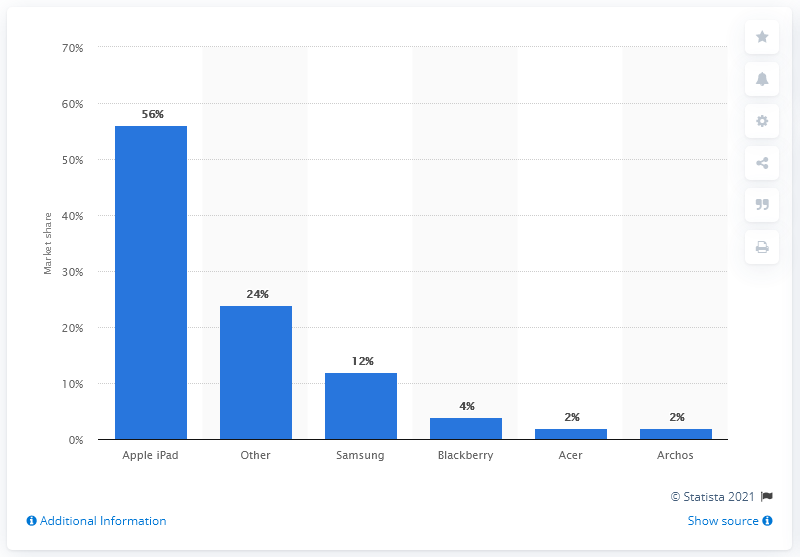 70%
60%
50%
40%
30%
20%
10%
0%
Market share
56%
24%
12%
4%
2%
2%
Apple iPad
Other
Samsung
Blackberry
Acer
Archos
© Statista 2021
Additional Information
Show source